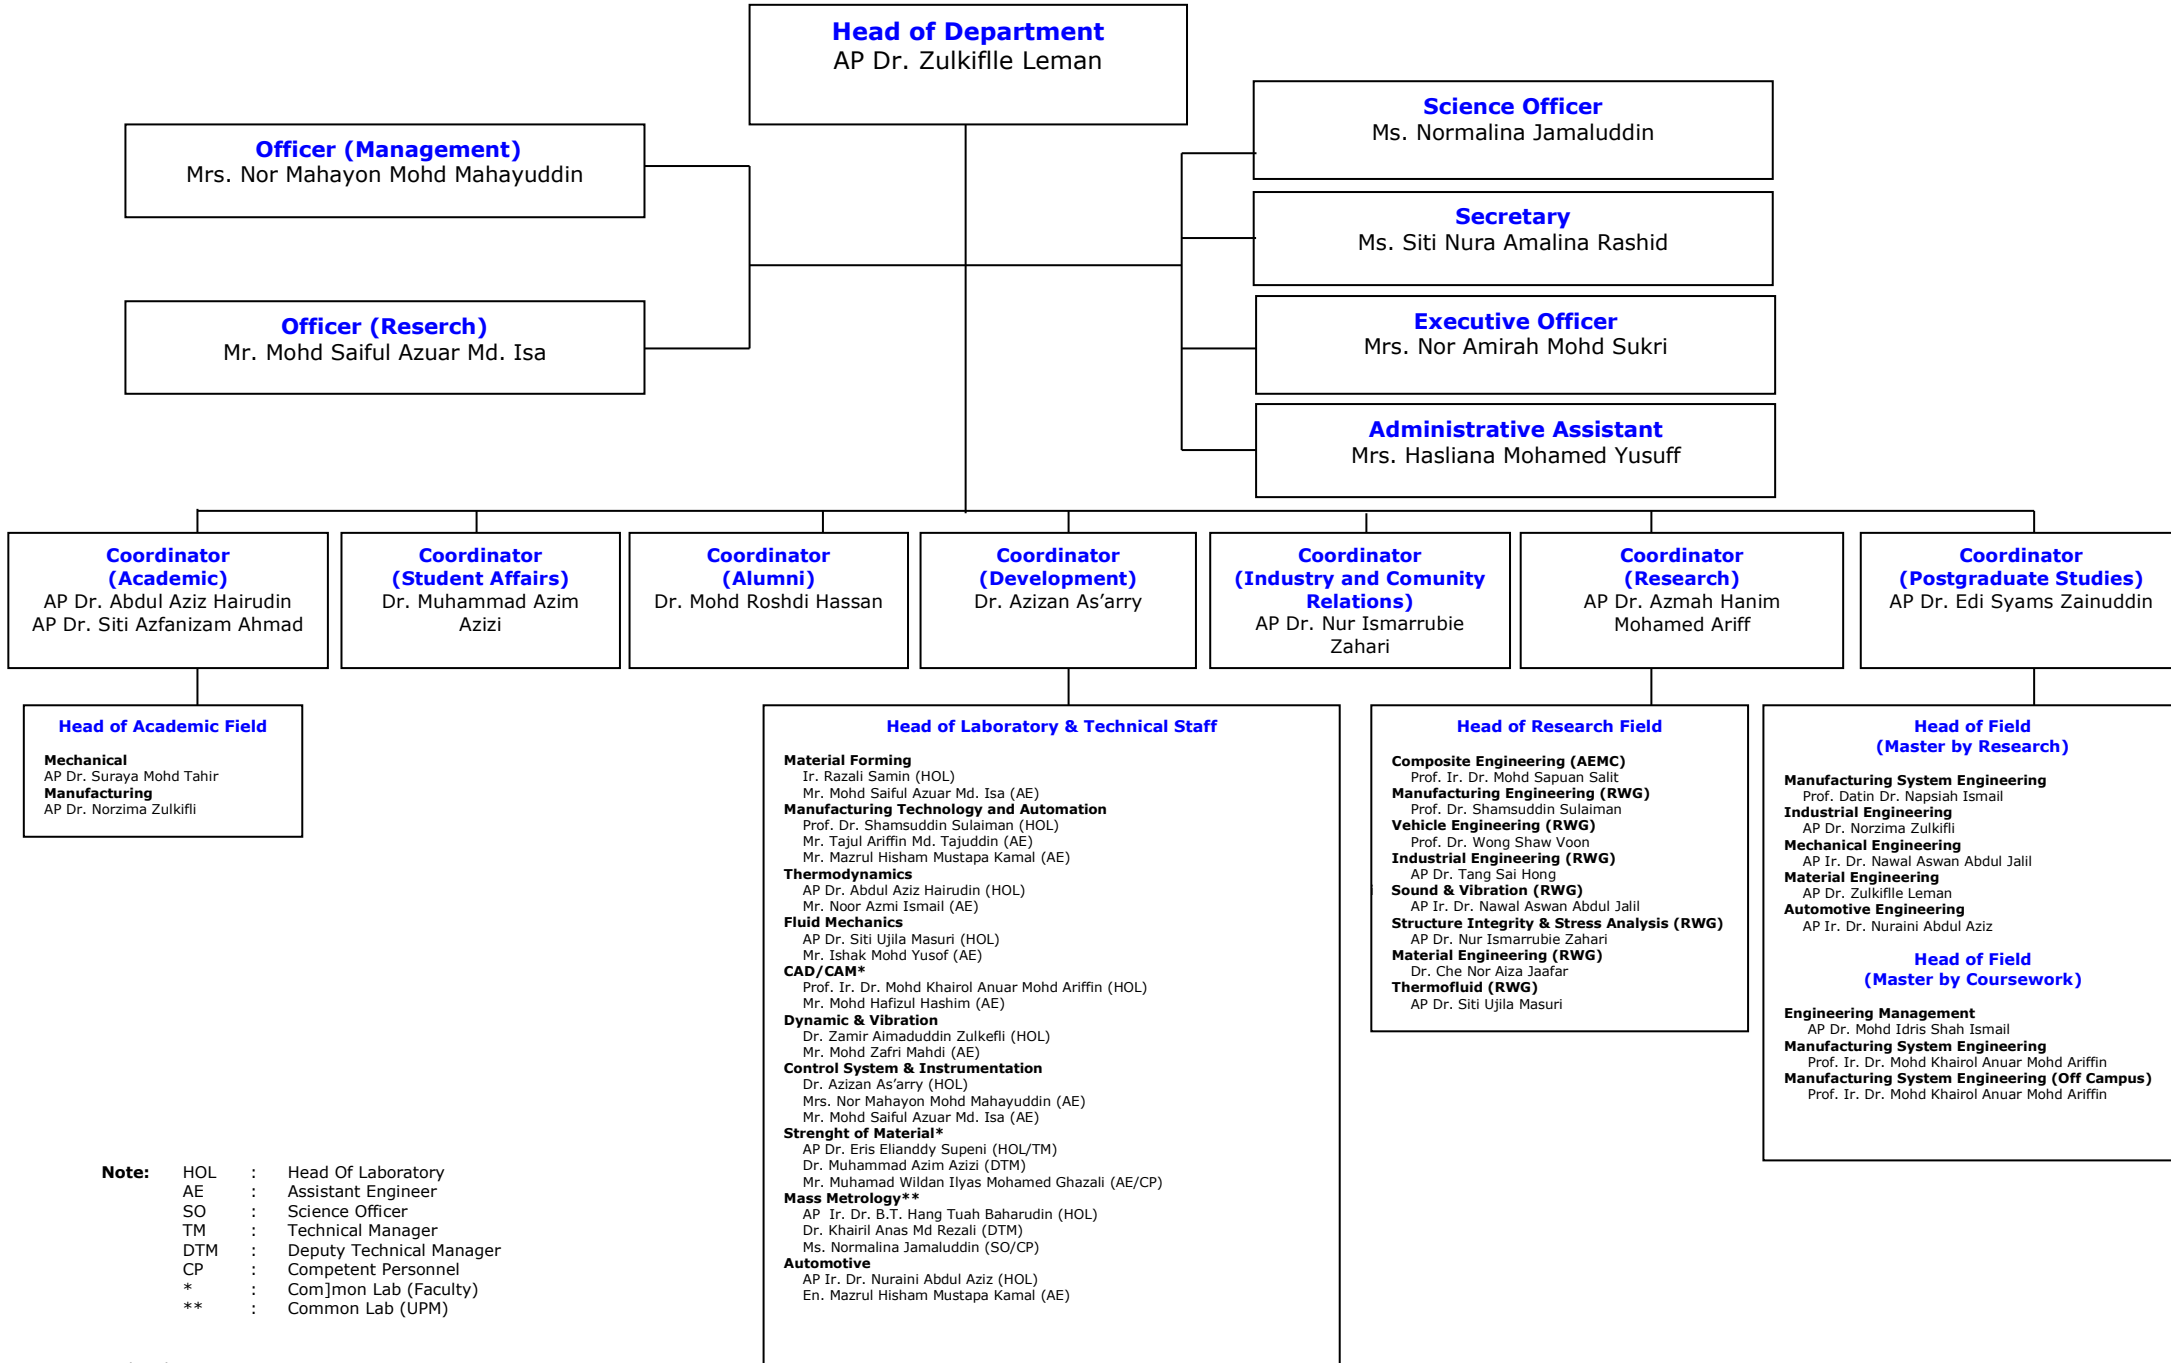 Head of Department
AP Dr. Zulkiflle Leman
Officer (Management)
Mrs. Nor Mahayon Mohd Mahayuddin
Officer (Reserch)
Mr. Mohd Saiful Azuar Md. Isa
Science Officer
Ms. Normalina Jamaluddin
Secretary
Ms. Siti Nura Amalina Rashid
Executive Officer
Mrs. Nor Amirah Mohd Sukri
Administrative Assistant
Mrs. Hasliana Mohamed Yusuff
Coordinator
(Academic)
AP Dr. Abdul Aziz Hairudin
AP Dr. Siti Azfanizam Ahmad
Coordinator
(Student Affairs)
Dr. Muhammad Azim
Azizi
Coordinator
(Alumni)
Dr. Mohd Roshdi Hassan
Coordinator
(Development)
Dr. Azizan As’arry
Coordinator
(Industry and Comunity
Relations)
AP Dr. Nur Ismarrubie
Zahari
Coordinator
(Research)
AP Dr. Azmah Hanim
Mohamed Ariff
Coordinator
(Postgraduate Studies)
AP Dr. Edi Syams Zainuddin
Head of Academic Field
Mechanical
AP Dr. Suraya Mohd Tahir
Manufacturing
AP Dr. Norzima Zulkifli
Head of Laboratory & Technical Staff
Material Forming
Ir. Razali Samin (HOL)
Mr. Mohd Saiful Azuar Md. Isa (AE)
Manufacturing Technology and Automation
Prof. Dr. Shamsuddin Sulaiman (HOL)
Mr. Tajul Ariffin Md. Tajuddin (AE)
Mr. Mazrul Hisham Mustapa Kamal (AE)
Thermodynamics
AP Dr. Abdul Aziz Hairudin (HOL)
Mr. Noor Azmi Ismail (AE)
Fluid Mechanics
AP Dr. Siti Ujila Masuri (HOL)
Mr. Ishak Mohd Yusof (AE)
CAD/CAM*
Prof. Ir. Dr. Mohd Khairol Anuar Mohd Ariffin (HOL)
Mr. Mohd Hafizul Hashim (AE)
Dynamic & Vibration
Dr. Zamir Aimaduddin Zulkefli (HOL)
Mr. Mohd Zafri Mahdi (AE)
Control System & Instrumentation
Dr. Azizan As’arry (HOL)
Mrs. Nor Mahayon Mohd Mahayuddin (AE)
Mr. Mohd Saiful Azuar Md. Isa (AE)
Strenght of Material*
AP Dr. Eris Elianddy Supeni (HOL/TM)
Dr. Muhammad Azim Azizi (DTM)
Mr. Muhamad Wildan Ilyas Mohamed Ghazali (AE/CP)
Mass Metrology**
AP Ir. Dr. B.T. Hang Tuah Baharudin (HOL)
Dr. Khairil Anas Md Rezali (DTM)
Ms. Normalina Jamaluddin (SO/CP)
Automotive
AP Ir. Dr. Nuraini Abdul Aziz (HOL)
En. Mazrul Hisham Mustapa Kamal (AE)
Head of Research Field
Composite Engineering (AEMC)
Prof. Ir. Dr. Mohd Sapuan Salit
Manufacturing Engineering (RWG)
Prof. Dr. Shamsuddin Sulaiman
Vehicle Engineering (RWG)
Prof. Dr. Wong Shaw Voon
Industrial Engineering (RWG)
AP Dr. Tang Sai Hong
Sound & Vibration (RWG)
AP Ir. Dr. Nawal Aswan Abdul Jalil
Structure Integrity & Stress Analysis (RWG)
AP Dr. Nur Ismarrubie Zahari
Material Engineering (RWG)
Dr. Che Nor Aiza Jaafar
Thermofluid (RWG)
AP Dr. Siti Ujila Masuri
Head of Field
(Master by Research)
Manufacturing System Engineering
Prof. Datin Dr. Napsiah Ismail
Industrial Engineering
AP Dr. Norzima Zulkifli
Mechanical Engineering
AP Ir. Dr. Nawal Aswan Abdul Jalil
Material Engineering
AP Dr. Zulkiflle Leman
Automotive Engineering
AP Ir. Dr. Nuraini Abdul Aziz
Head of Field
(Master by Coursework)
Engineering Management
AP Dr. Mohd Idris Shah Ismail
Manufacturing System Engineering
Prof. Ir. Dr. Mohd Khairol Anuar Mohd Ariffin
Manufacturing System Engineering (Off Campus)
Prof. Ir. Dr. Mohd Khairol Anuar Mohd Ariffin
Note: HOL : Head Of Laboratory
AE : Assistant Engineer
SO : Science Officer
TM : Technical Manager
DTM : Deputy Technical Manager
CP : Competent Personnel
* : Com]mon Lab (Faculty)
** : Common Lab (UPM)